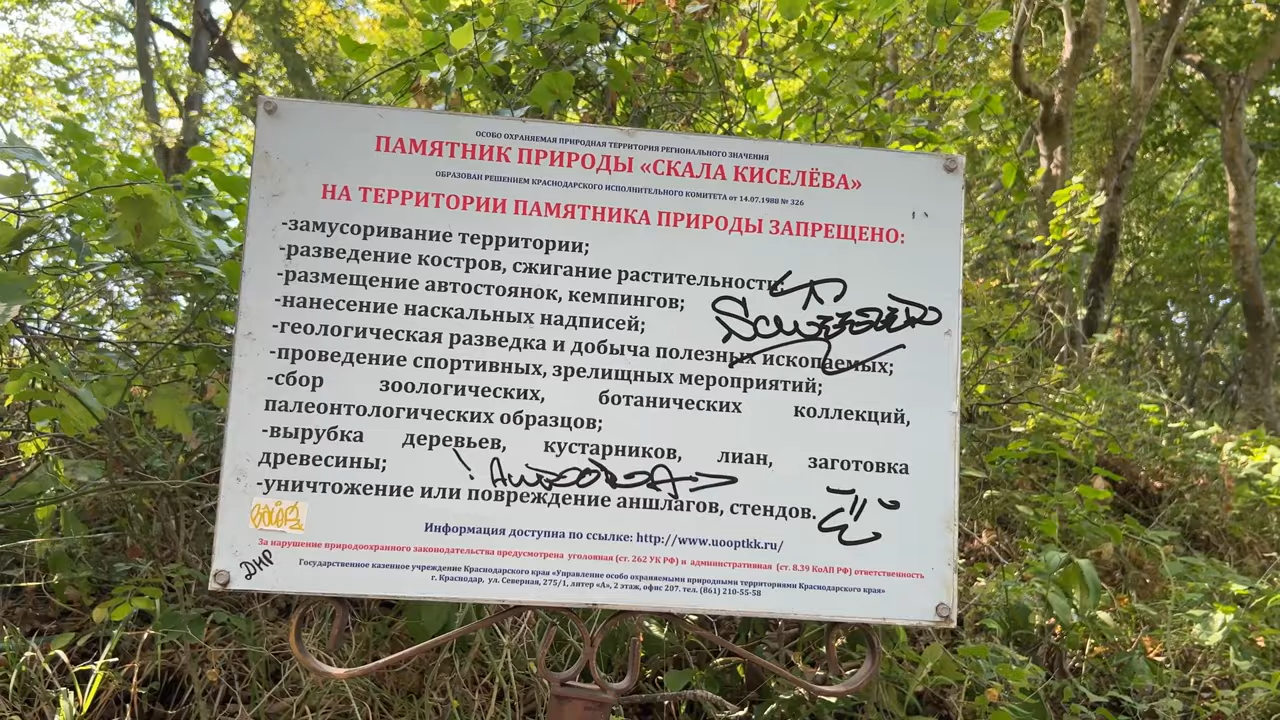 ОСОБО ОХРАНЯЕМАЯ ПРИРОДНАЯ ТЕРРИТОРИЯ РЕГИОНАЛЬНОГО ЗНАЧЕНИЯ
ПАМЯТНИК ПРИРОДЫ «СКАЛА КИСЕЛЁВА»
ОБРАЗОВАН РЕШЕНИЕМ КРАСНОДАРСКОГО ИСПОЛНИТЕЛЬНОГО КОМИТЕТА от 14.07.1988 № 326
НА ТЕРРИТОРИИ ПАМЯТНИКА ПРИРОДЫ ЗАПРЕЩЕНО:
-замусоривание территории;
-разведение костров, сжигание растительности;
-размещение автостоянок, кемпингов;
-нанесение наскальных надписей;
-геологическая разведка и добыча полезных ископаемых;
-проведение спортивных, зрелищных мероприятий;
-сбор зоологических, ботанических коллекций,
палеонтологических образцов;
-вырубка деревьев, кустарников, лиан, заготовка
древесины;
-уничтожение или повреждение аншлагов, стендов.
Информация доступна по ссылке: http://www.uooptkk.ru/
За нарушение природоохранного законодательства предусмотрена уголовная (ст. 262 УК РФ) и административная (ст. 8.39 КоАП РФ) ответственность
Государственное казенное учреждение Краснодарского края «Управление особо охраняемыми природными территориями Краснодарского края»
г. Краснодар, ул. Северная, 275/1, литер «А», 2 этаж, офис 207. тел. (861) 210-55-58
ДНР